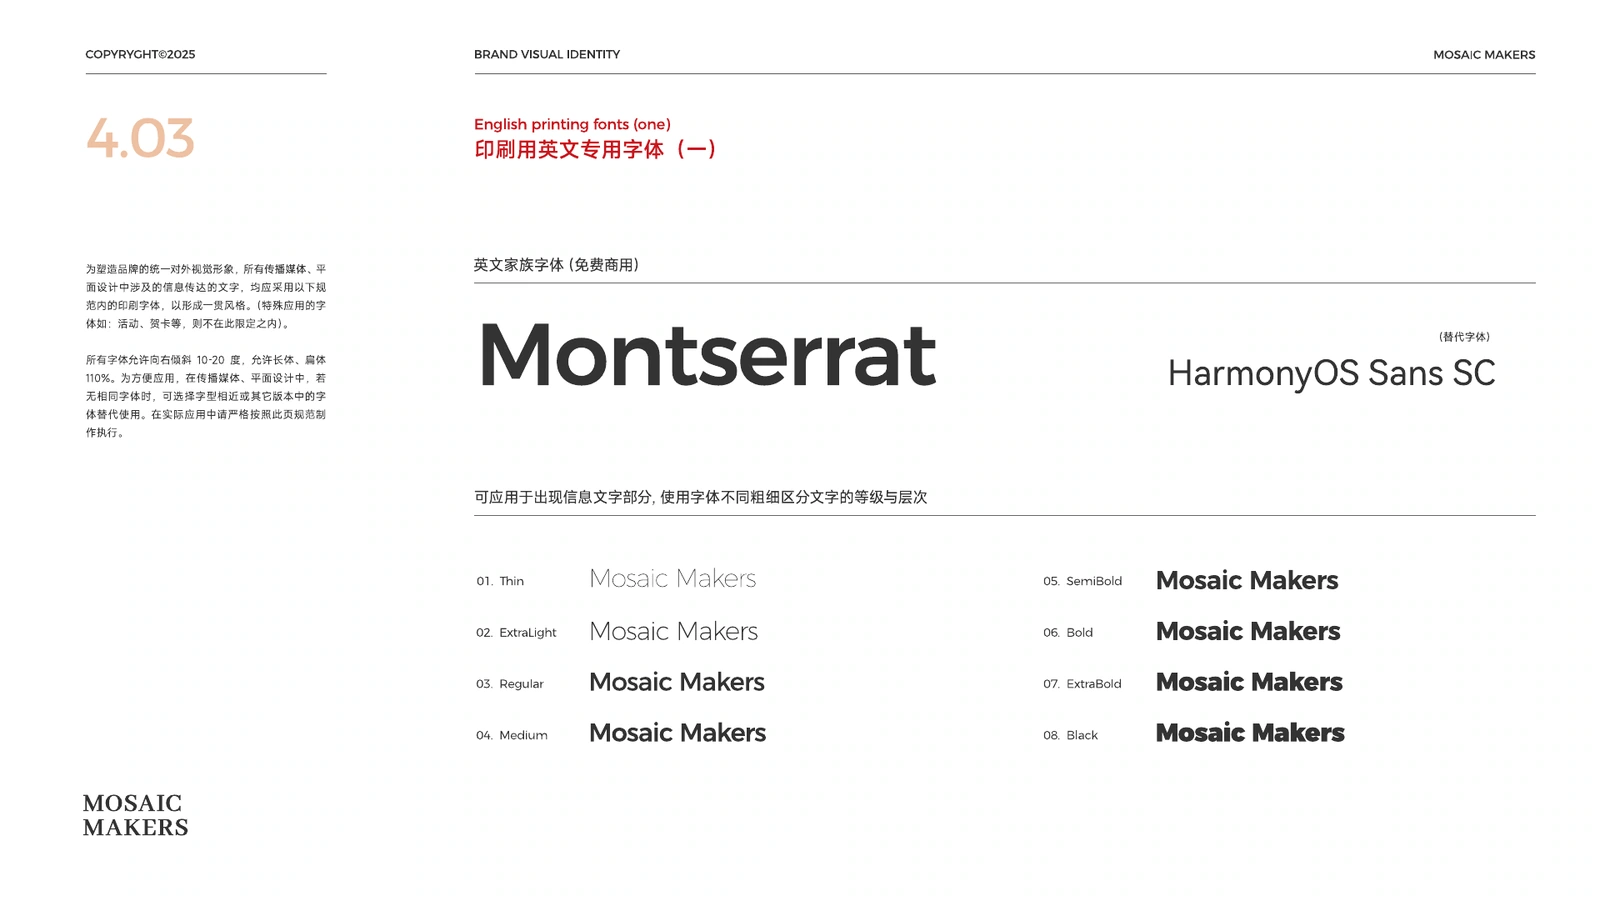 COPYRYGHT©2025
BRAND VISUAL IDENTITY
MOSAIC MAKERS
4.03
English printing fonts (one)
印刷用英文专用字体（一）
为塑造品牌的统一对外视觉形象，所有传播媒体、平
面设计中涉及的信息传达的文字，均应采用以下规
范内的印刷字体，以形成一贯风格。(特殊应用的字
体如：活动、贺卡等，则不在此限定之内)。
所有字体允许向右倾斜 10-20 度，允许长体、扁体
110%。为方便应用，在传播媒体、平面设计中，若
无相同字体时，可选择字型相近或其它版本中的字
体替代使用。在实际应用中请严格按照此页规范制
作执行。
英文家族字体 (免费商用)
Montserrat
(替代字体)
HarmonyOS Sans SC
可应用于出现信息文字部分, 使用字体不同粗细区分文字的等级与层次
01. Thin Mosaic Makers
02. ExtraLight Mosaic Makers
03. Regular Mosaic Makers
04. Medium Mosaic Makers
05. SemiBold Mosaic Makers
06. Bold Mosaic Makers
07. ExtraBold Mosaic Makers
08. Black Mosaic Makers
MOSAIC
MAKERS